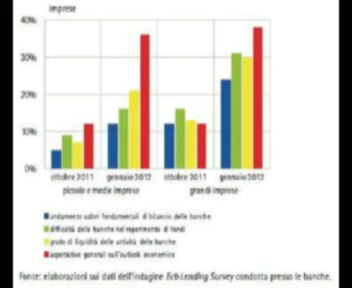 imprese
40%
30%
20%
10%
0%
ottobre 2011 gennaio 2012 ottobre 2011 gennaio 2012
piccole e medie imprese grandi imprese
andamento valori fondamentali di bilancio delle banche
difficoltà delle banche nel reperimento di fondi
grado di liquidità delle attività delle banche
aspettative generali sull'outlook economico
Fonte: elaborazioni su dati dell'indagine Ecb Lending Survey condotta presso le banche.